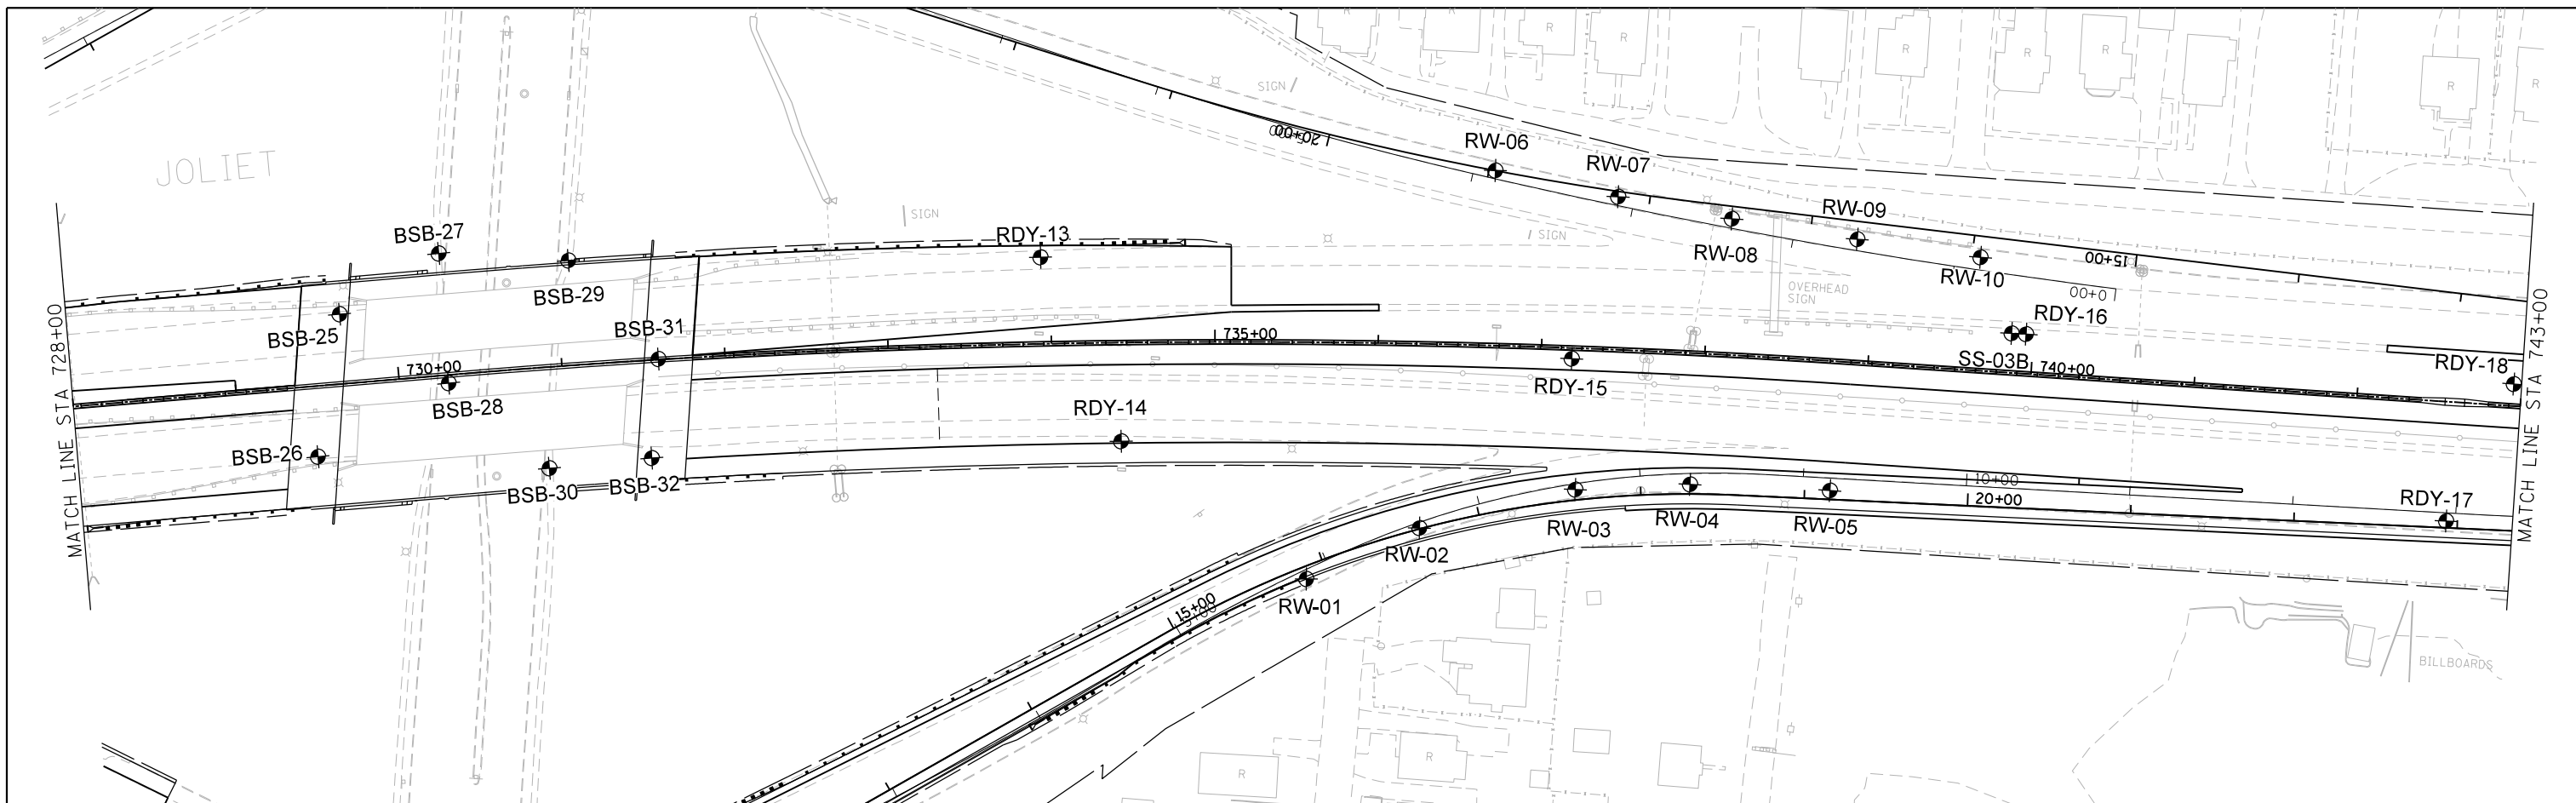 R
R
R
R
R
R
R
R
R
SIGN
20+00
RW-06
RW-07
JOLIET
RW-09
SIGN
BSB-27
RDY-13
SIGN
RW-08
15+00
RW-10
OVERHEAD
SIGN
0+00
BSB-29
RDY-16
BSB-31
BSB-25
735+00
SS-03B
740+00
RDY-18
730+00
RDY-15
BSB-28
RDY-14
MATCH LINE STA 728+00
MATCH LINE STA 743+00
BSB-26
BSB-32
BSB-30
10+00
20+00
RDY-17
RW-03
RW-04
RW-05
RW-02
RW-01
15+00
15+00
BILLBOARDS
R
R